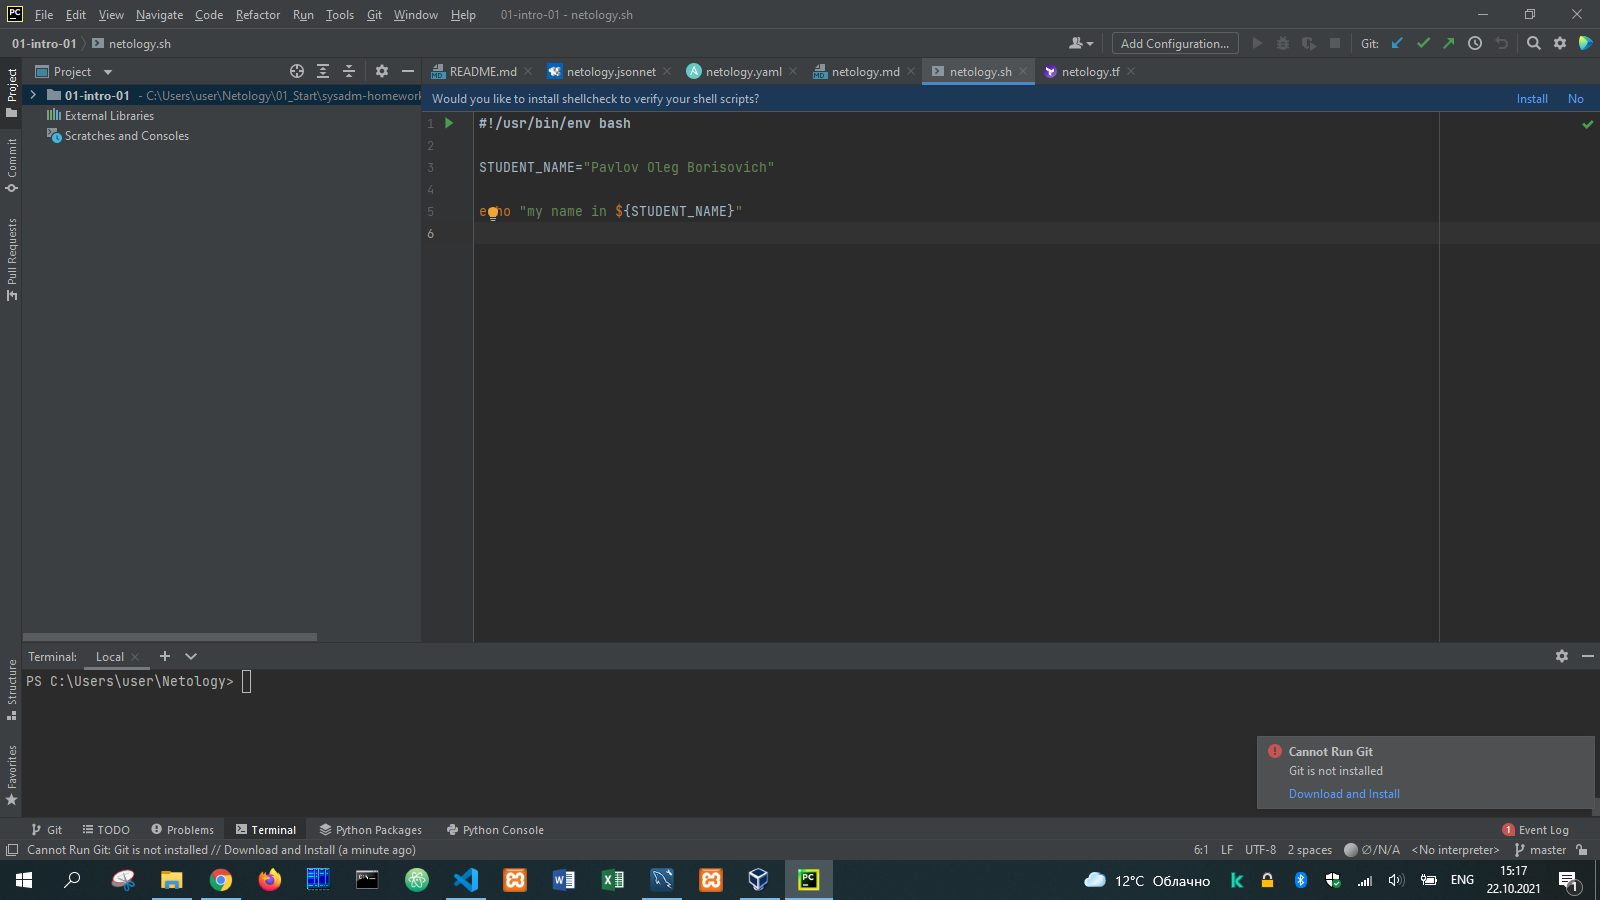 PC File Edit View Navigate Code Refactor Run Tools Git Window Help 01-intro-01 - netology.sh
01-intro-01 netology.sh Add Configuration... Git:
Project README.md netology.jsonnet netology.yaml netology.md netology.sh netology.tf
01-intro-01 - C:\Users\user\Netology\01_Start\sysadm-homework
External Libraries
Scratches and Consoles
Would you like to install shellcheck to verify your shell scripts? Install No
1 #!/usr/bin/env bash
2
3 STUDENT_NAME="Pavlov Oleg Borisovich"
4
5 echo "my name in ${STUDENT_NAME}"
6
Project
Commit
Pull Requests
Structure
Favorites
Terminal: Local
PS C:\Users\user\Netology>
Cannot Run Git
Git is not installed
Download and Install
Git TODO Problems Terminal Python Packages Python Console 1 Event Log
Cannot Run Git: Git is not installed // Download and Install (a minute ago) 6:1 LF UTF-8 2 spaces ∅/N/A <No interpreter> master
12°C Облачно ENG 15:17
22.10.2021 1